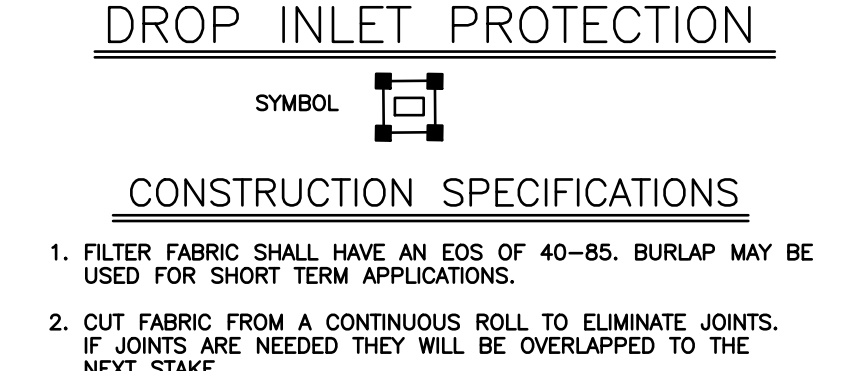 DROP INLET PROTECTION
SYMBOL
CONSTRUCTION SPECIFICATIONS
1. FILTER FABRIC SHALL HAVE AN EOS OF 40-85. BURLAP MAY BE
USED FOR SHORT TERM APPLICATIONS.
2. CUT FABRIC FROM A CONTINUOUS ROLL TO ELIMINATE JOINTS.
IF JOINTS ARE NEEDED THEY WILL BE OVERLAPPED TO THE
NEXT STAKE